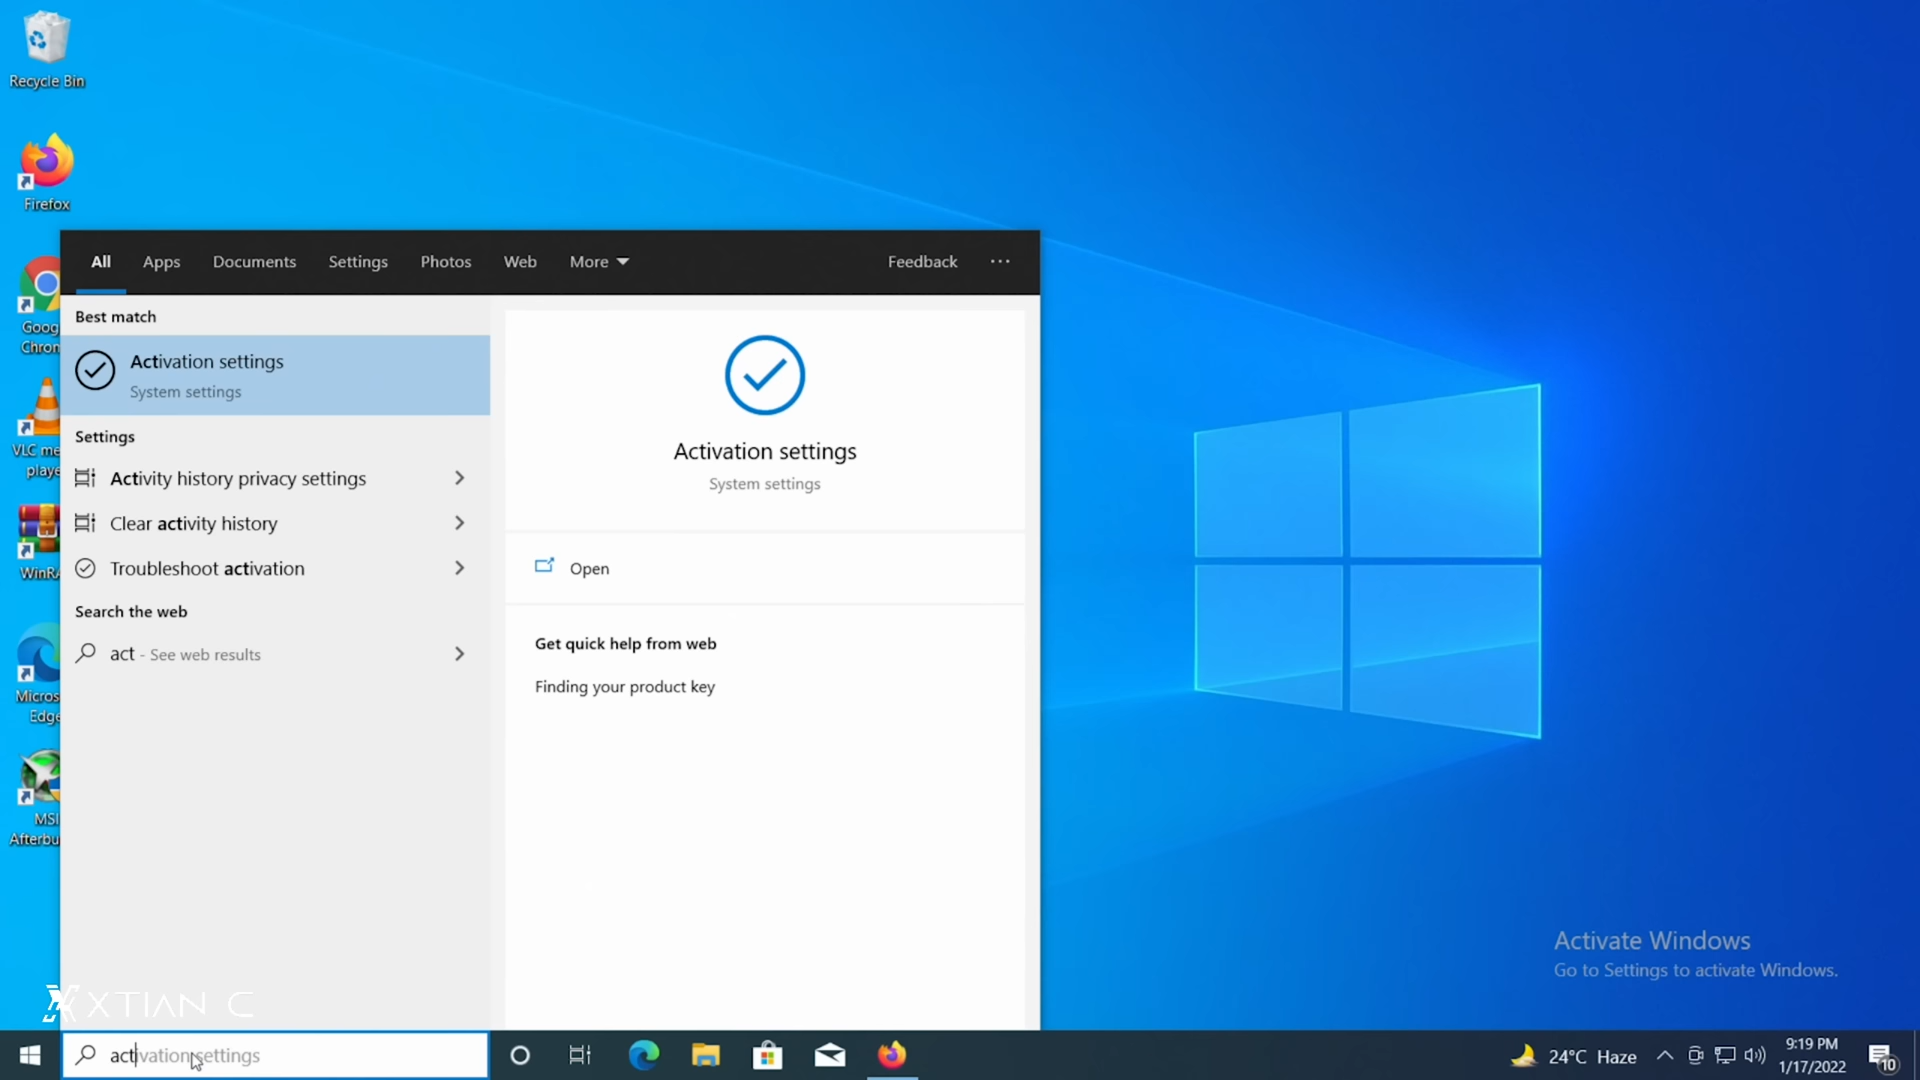 Recycle Bin
Firefox
Goog
Chron
VLC me
playe
WinRA
Micros
Edge
MSI
Afterbu
All Apps Documents Settings Photos Web More Feedback ...
Best match
Activation settings
System settings
Settings
Activity history privacy settings
Clear activity history
Troubleshoot activation
Search the web
act - See web results
Activation settings
System settings
Open
Get quick help from web
Finding your product key
Activate Windows
Go to Settings to activate Windows.
XTIAN C
activation settings
24°C Haze
9:19 PM
1/17/2022
10